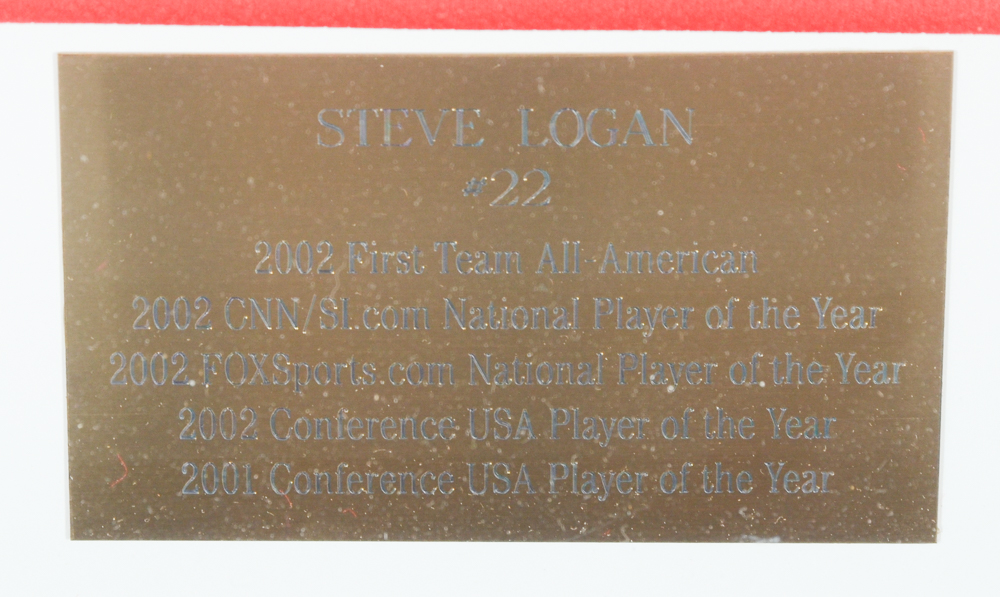 STEVE LOGAN
#22
2002 First Team All-American
2002 CNN/SI.com National Player of the Year
2002 FOXSports.com National Player of the Year
2002 Conference USA Player of the Year
2001 Conference USA Player of the Year